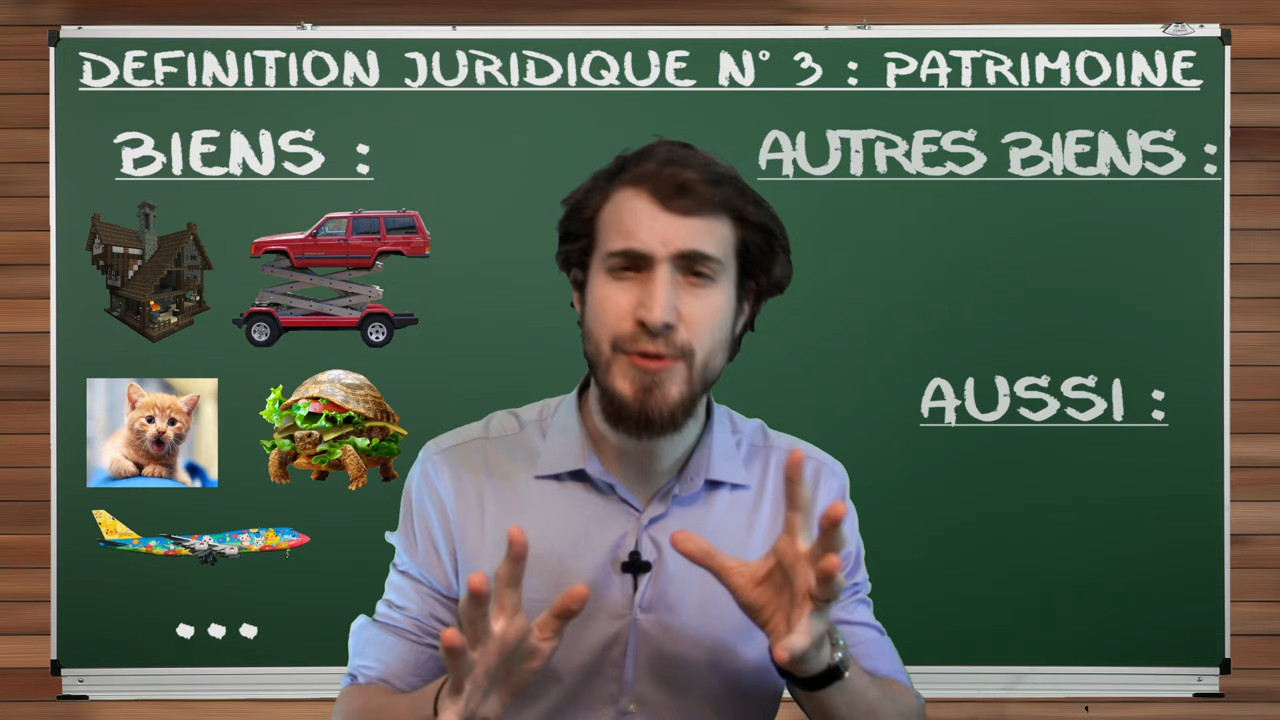 DEFINITION JURIDIQUE N° 3 : PATRIMOINE
BIENS :
AUTRES BIENS :
AUSSI :
...